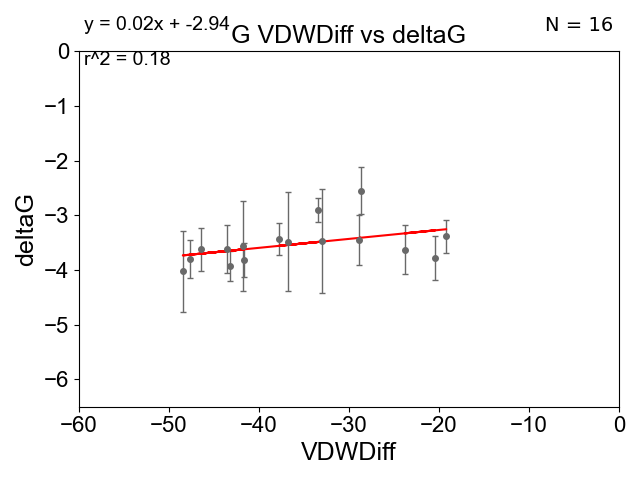 y = 0.02x + -2.94
N = 16
G VDWDiff vs deltaG
r^2 = 0.18
0
−1
−2
−3
−4
−5
−6
deltaG
−60 −50 −40 −30 −20 −10 0
VDWDiff